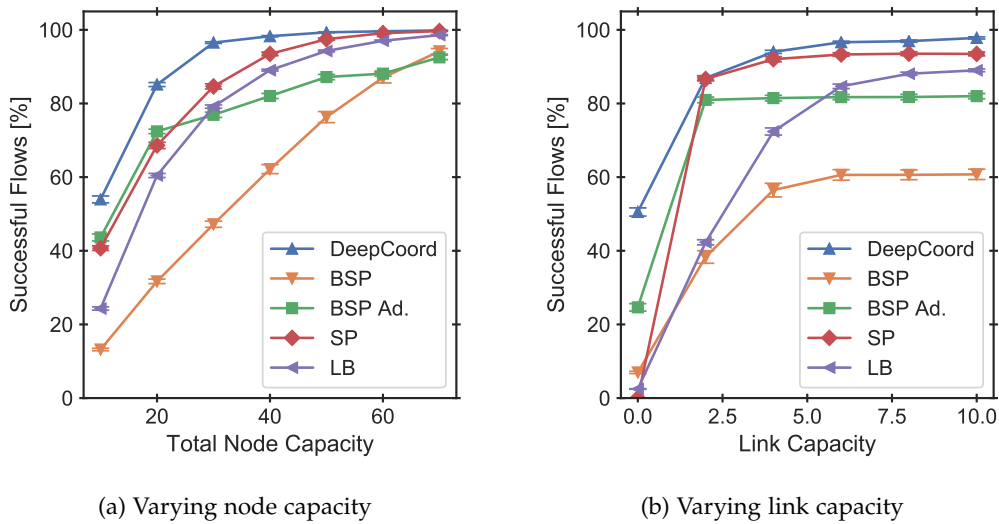 Successful Flows [%]
100
80
60
40
20
0
DeepCoord
BSP
BSP Ad.
SP
LB
20
40
60
Total Node Capacity
(a) Varying node capacity
Successful Flows [%]
100
80
60
40
20
0
DeepCoord
BSP
BSP Ad.
SP
LB
0.0
2.5
5.0
7.5
10.0
Link Capacity
(b) Varying link capacity